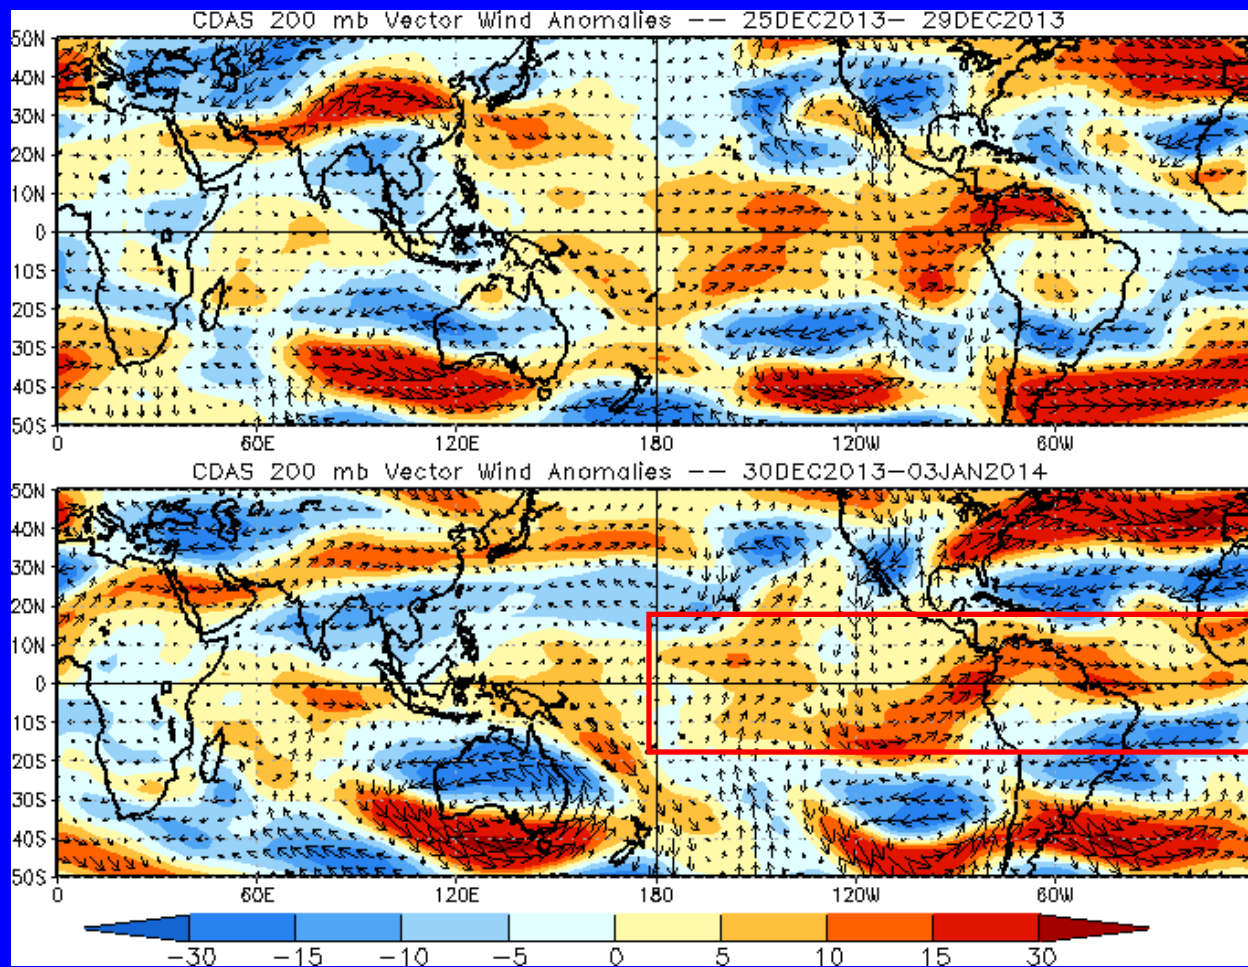 CDAS 200 mb Vector Wind Anomalies -- 25DEC2013- 29DEC2013
50N
40N
30N
20N
10N
0
10S
20S
30S
40S
50S
0 60E 120E 180 120W 60W
CDAS 200 mb Vector Wind Anomalies -- 30DEC2013-03JAN2014
50N
40N
30N
20N
10N
0
10S
20S
30S
40S
50S
0 60E 120E 180 120W 60W
-30 -15 -10 -5 0 5 10 15 30